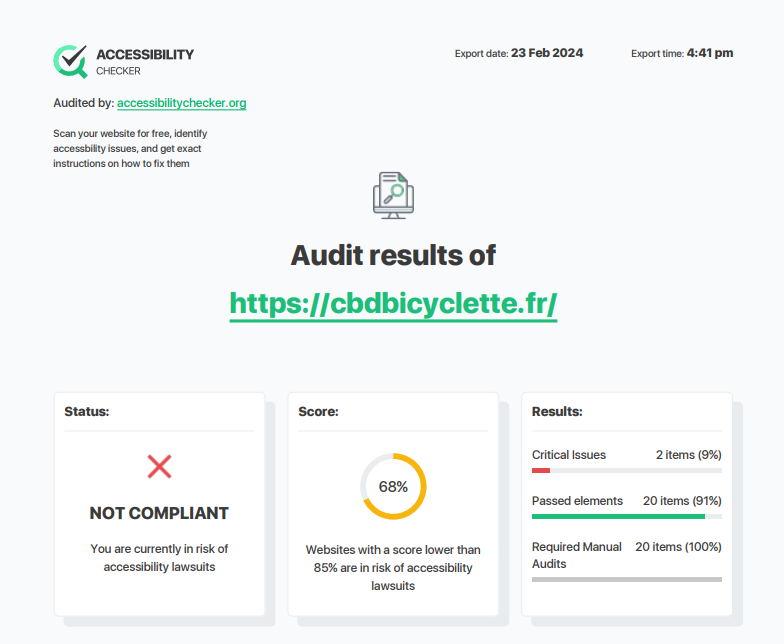 ACCESSIBILITY
CHECKER
Export date: 23 Feb 2024
Export time: 4:41 pm
Audited by: accessibilitychecker.org
Scan your website for free, identify
accessbility issues, and get exact
instructions on how to fix them
Audit results of
https://cbdbicyclette.fr/
Status:
NOT COMPLIANT
You are currently in risk of
accessibility lawsuits
Score:
68%
Websites with a score lower than
85% are in risk of accessibility
lawsuits
Results:
Critical Issues 2 items (9%)
Passed elements 20 items (91%)
Required Manual 20 items (100%)
Audits